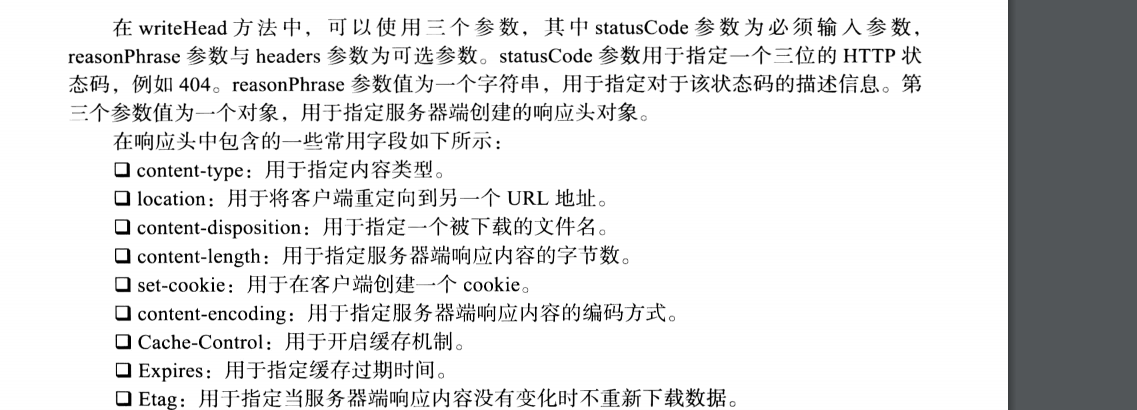 在 writeHead 方法中，可以使用三个参数，其中 statusCode 参数为必须输入参数，
reasonPhrase 参数与 headers 参数为可选参数。statusCode 参数用于指定一个三位的 HTTP 状
态码，例如 404。reasonPhrase 参数值为一个字符串，用于指定对于该状态码的描述信息。第
三个参数值为一个对象，用于指定服务器端创建的响应头对象。
在响应头中包含的一些常用字段如下所示：
❑ content-type：用于指定内容类型。
❑ location：用于将客户端重定向到另一个 URL 地址。
❑ content-disposition：用于指定一个被下载的文件名。
❑ content-length：用于指定服务器端响应内容的字节数。
❑ set-cookie：用于在客户端创建一个 cookie。
❑ content-encoding：用于指定服务器端响应内容的编码方式。
❑ Cache-Control：用于开启缓存机制。
❑ Expires：用于指定缓存过期时间。
❑ Etag：用于指定当服务器端响应内容没有变化时不重新下载数据。